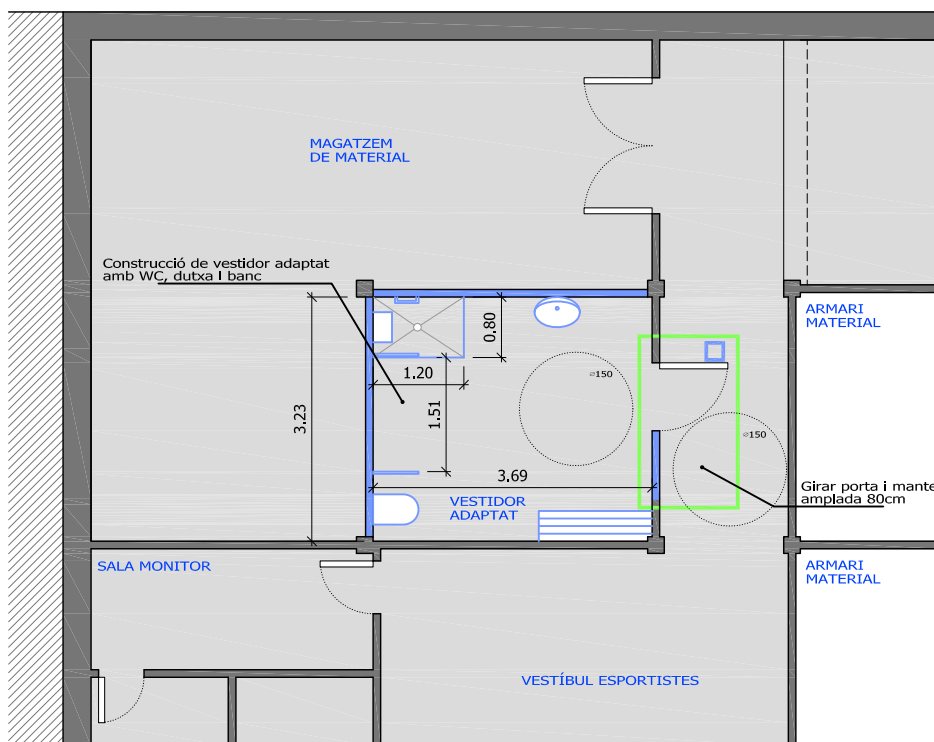 MAGATZEM
DE MATERIAL
Construcció de vestidor adaptat
amb WC, dutxa I banc
ARMARI
MATERIAL
0.80
⌀150
1.20
3.23
1.51
⌀150
3.69
Girar porta i mante
amplada 80cm
VESTIDOR
ADAPTAT
SALA MONITOR
ARMARI
MATERIAL
VESTÍBUL ESPORTISTES